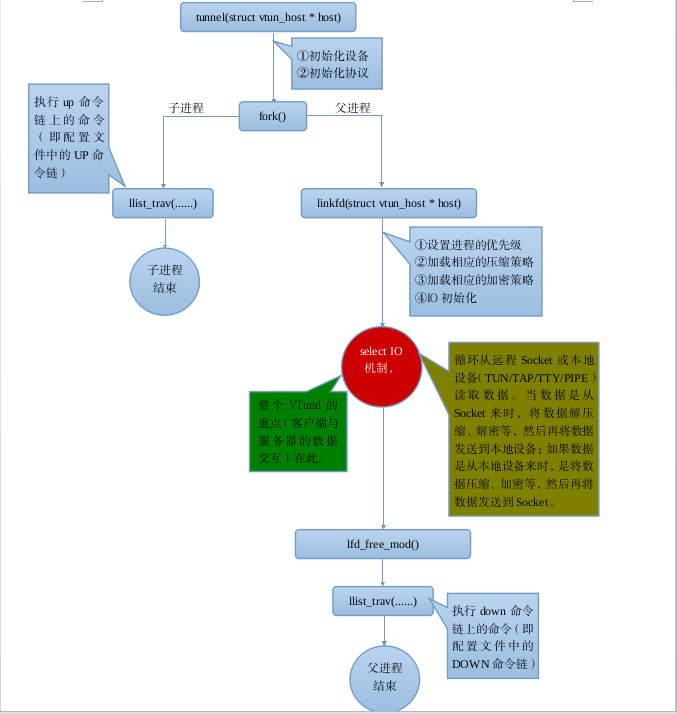 tunnel(struct vtun_host * host)
①初始化设备
②初始化协议
子进程
fork()
父进程
执行 up 命令
链上的命令
（即配置文
件中的 UP 命
令链）
llist_trav(......)
linkfd(struct vtun_host * host)
①设置进程的优先级
②加载相应的压缩策略
③加载相应的加密策略
④IO 初始化
子进程
结束
select IO
机制，
循环从远程 Socket 或本地
设备（TUN/TAP/TTY/PIPE）
读取数据。当数据是从
Socket 来时，将数据解压
缩、解密等，然后再将数据
发送到本地设备；如果数据
是从本地设备来时，是将数
据压缩、加密等，然后再将
数据发送到 Socket。
整个 VTund 的
重点（客户端与
服务器的数据
交互）在此。
lfd_free_mod()
llist_trav(......)
执行 down 命令
链上的命令（即
配置文件中的
DOWN 命令链）
父进程
结束